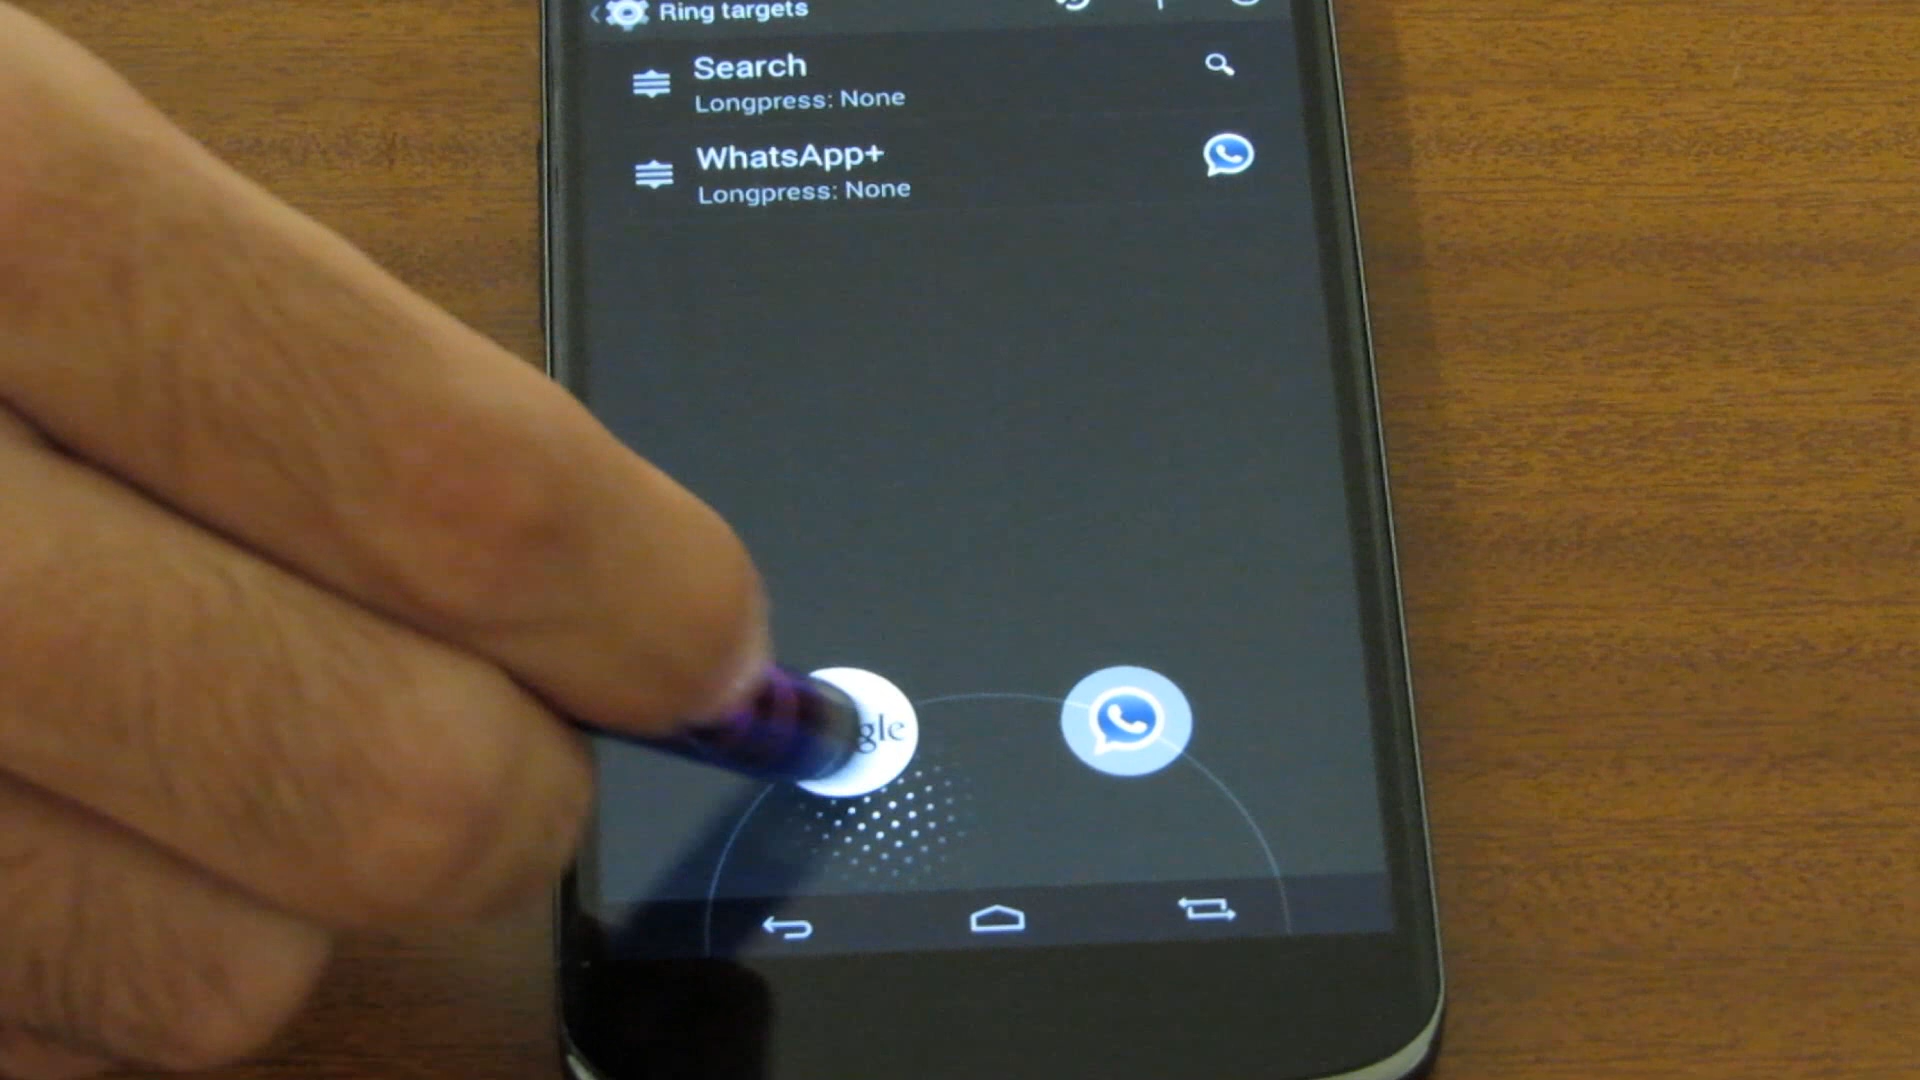 Ring targets
Search
Longpress: None
WhatsApp+
Longpress: None
gle